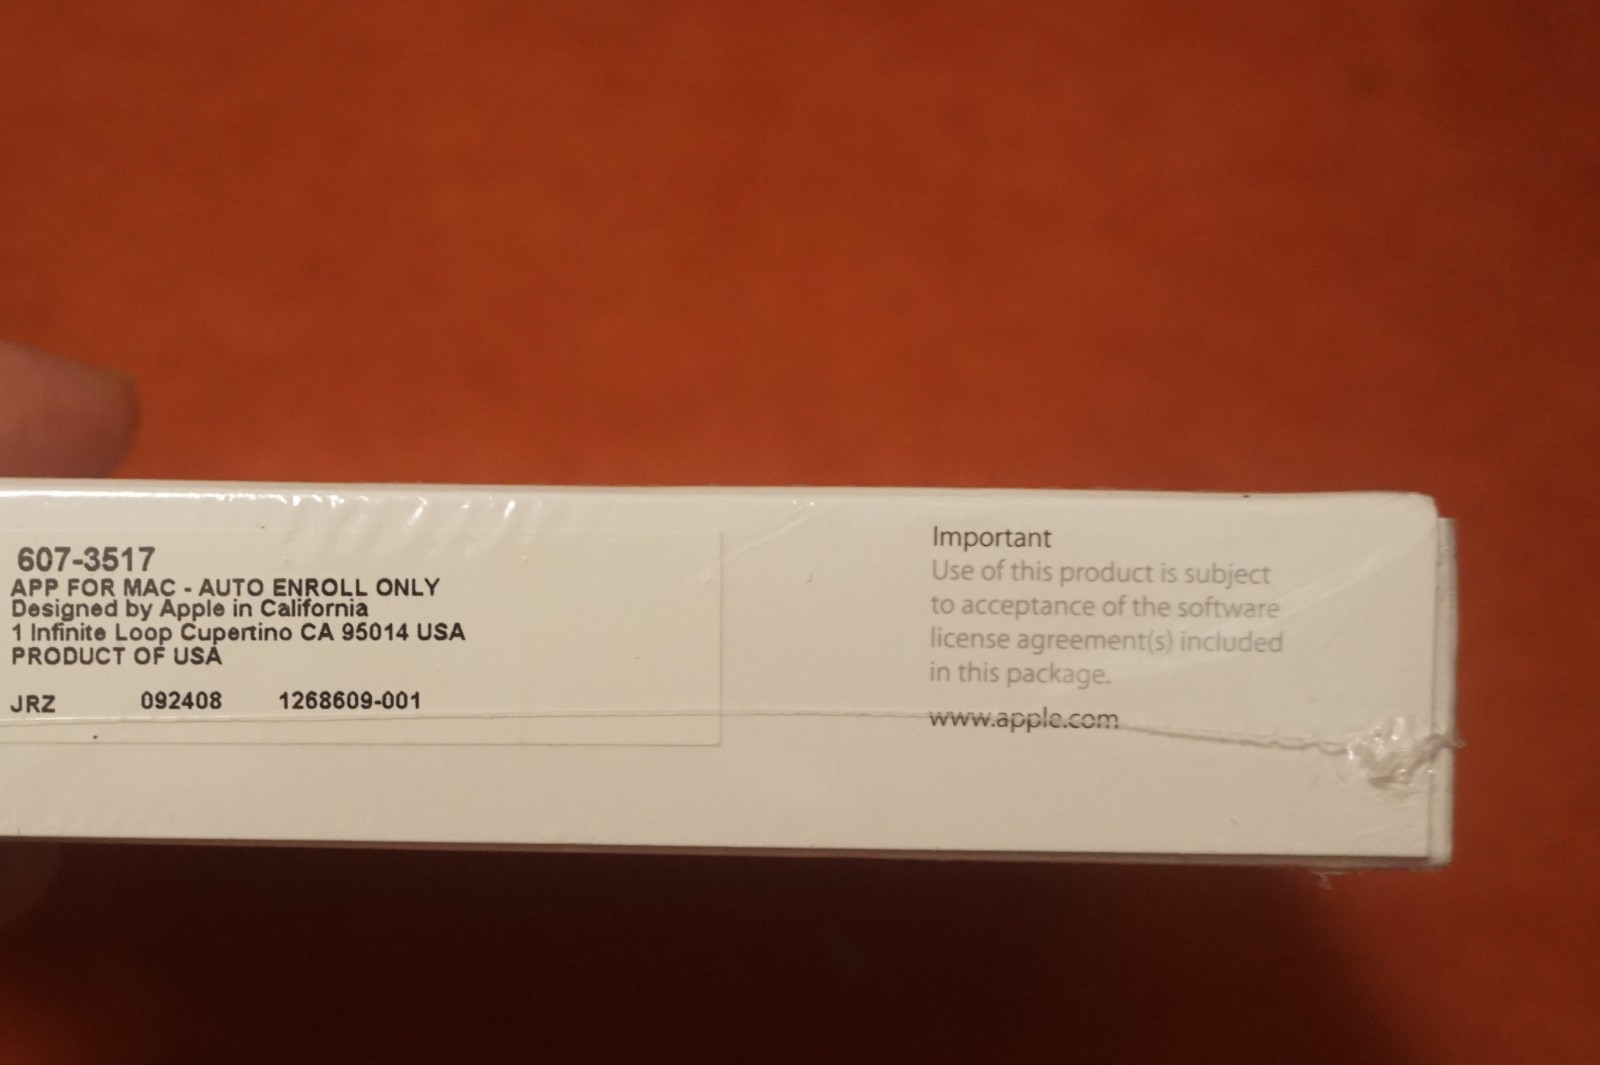 607-3517
APP FOR MAC - AUTO ENROLL ONLY
Designed by Apple in California
1 Infinite Loop Cupertino CA 95014 USA
PRODUCT OF USA
JRZ 092408 1268609-001
Important
Use of this product is subject
to acceptance of the software
license agreement(s) included
in this package.
www.apple.com